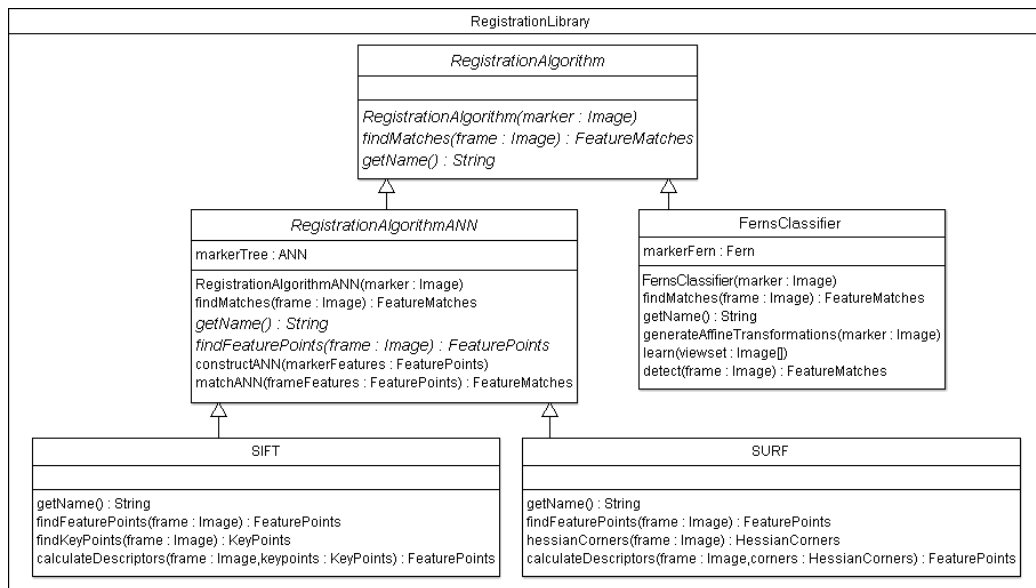 RegistrationLibrary
RegistrationAlgorithm
RegistrationAlgorithm(marker : Image)
findMatches(frame : Image) : FeatureMatches
getName() : String
RegistrationAlgorithmANN
markerTree : ANN
RegistrationAlgorithmANN(marker : Image)
findMatches(frame : Image) : FeatureMatches
getName() : String
findFeaturePoints(frame : Image) : FeaturePoints
constructANN(markerFeatures : FeaturePoints)
matchANN(frameFeatures : FeaturePoints) : FeatureMatches
FernsClassifier
markerFern : Fern
FernsClassifier(marker : Image)
findMatches(frame : Image) : FeatureMatches
getName() : String
generateAffineTransformations(marker : Image)
learn(viewset : Image[])
detect(frame : Image) : FeatureMatches
SIFT
getName() : String
findFeaturePoints(frame : Image) : FeaturePoints
findKeyPoints(frame : Image) : KeyPoints
calculateDescriptors(frame : Image,keypoints : KeyPoints) : FeaturePoints
SURF
getName() : String
findFeaturePoints(frame : Image) : FeaturePoints
hessianCorners(frame : Image) : HessianCorners
calculateDescriptors(frame : Image,corners : HessianCorners) : FeaturePoints